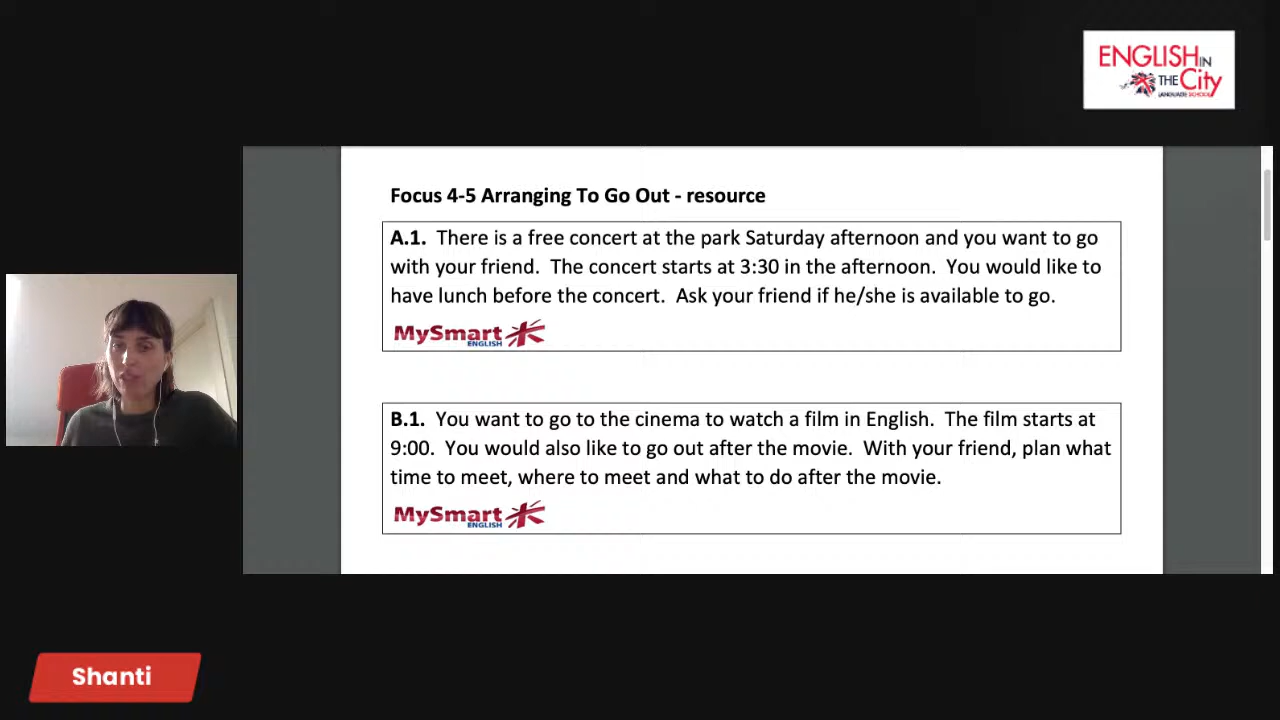 ENGLISH IN
THE City
LANGUAGE SCHOOL
Focus 4-5 Arranging To Go Out - resource
A.1.  There is a free concert at the park Saturday afternoon and you want to go
with your friend.  The concert starts at 3:30 in the afternoon.  You would like to
have lunch before the concert.  Ask your friend if he/she is available to go.
MySmart
ENGLISH
B.1.  You want to go to the cinema to watch a film in English.  The film starts at
9:00.  You would also like to go out after the movie.  With your friend, plan what
time to meet, where to meet and what to do after the movie.
MySmart
ENGLISH
Shanti